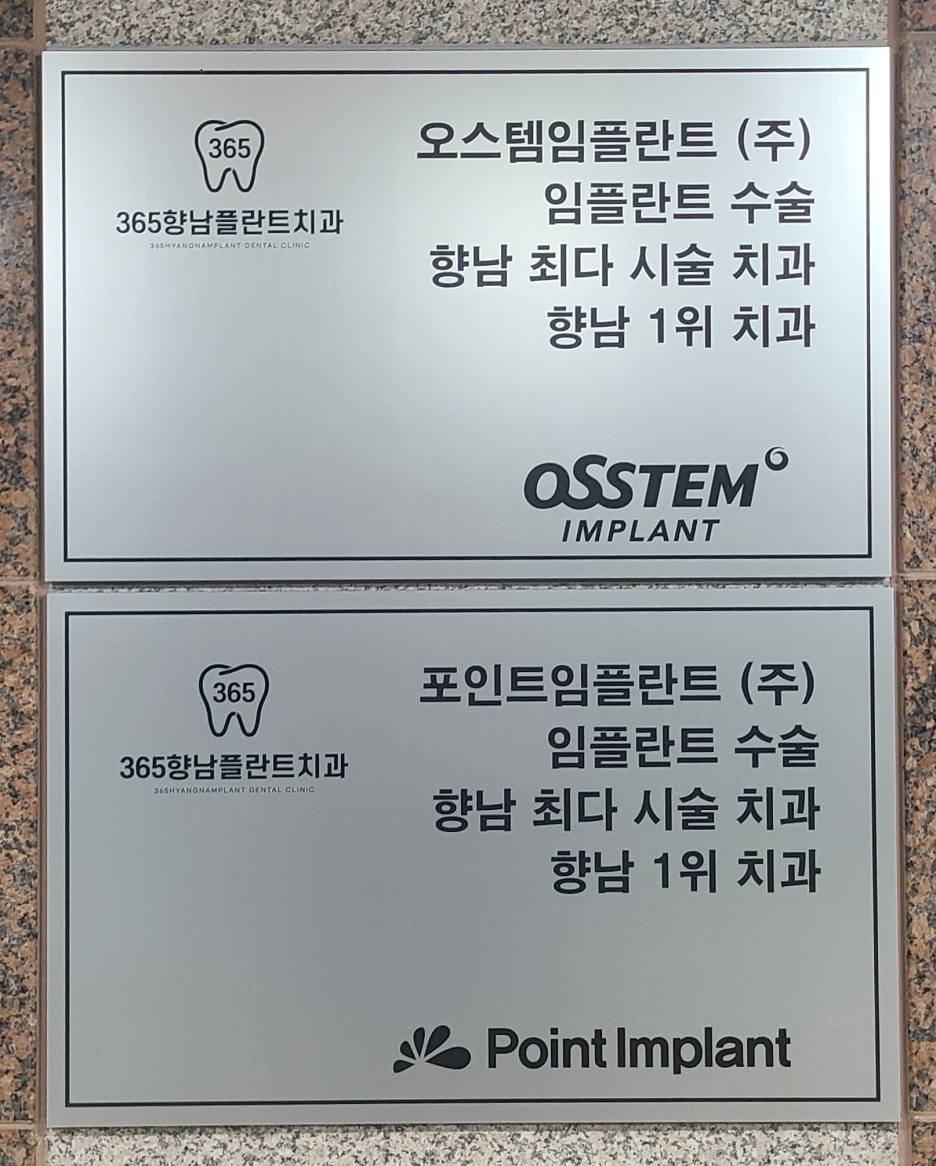 365
365향남플란트치과
365HYANGNAMPLANT DENTAL CLINIC
오스템임플란트 (주)
임플란트 수술
향남 최다 시술 치과
향남 1위 치과
OSSTEM
IMPLANT
365
365향남플란트치과
365HYANGNAMPLANT DENTAL CLINIC
포인트임플란트 (주)
임플란트 수술
향남 최다 시술 치과
향남 1위 치과
Point Implant